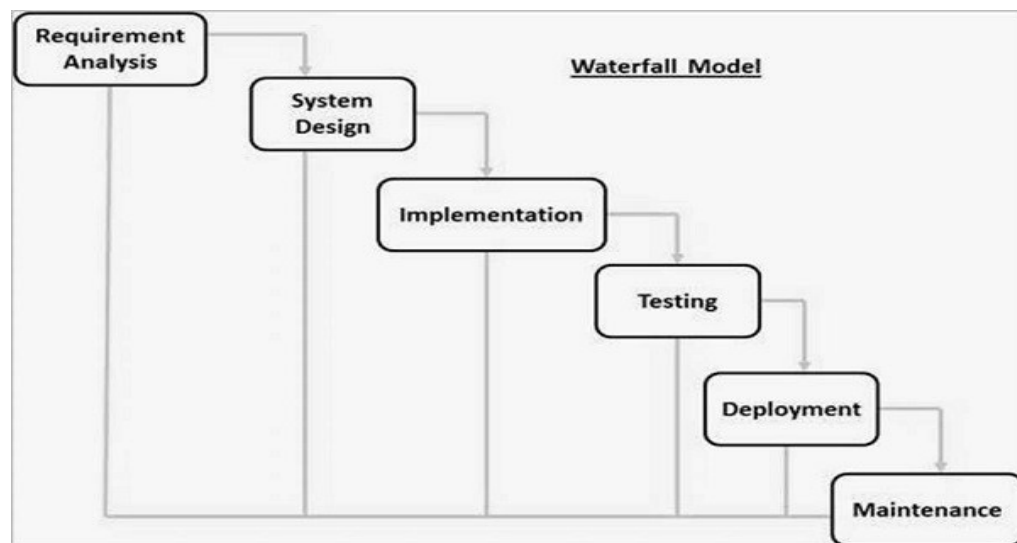 Requirement
Analysis
Waterfall Model
System
Design
Implementation
Testing
Deployment
Maintenance